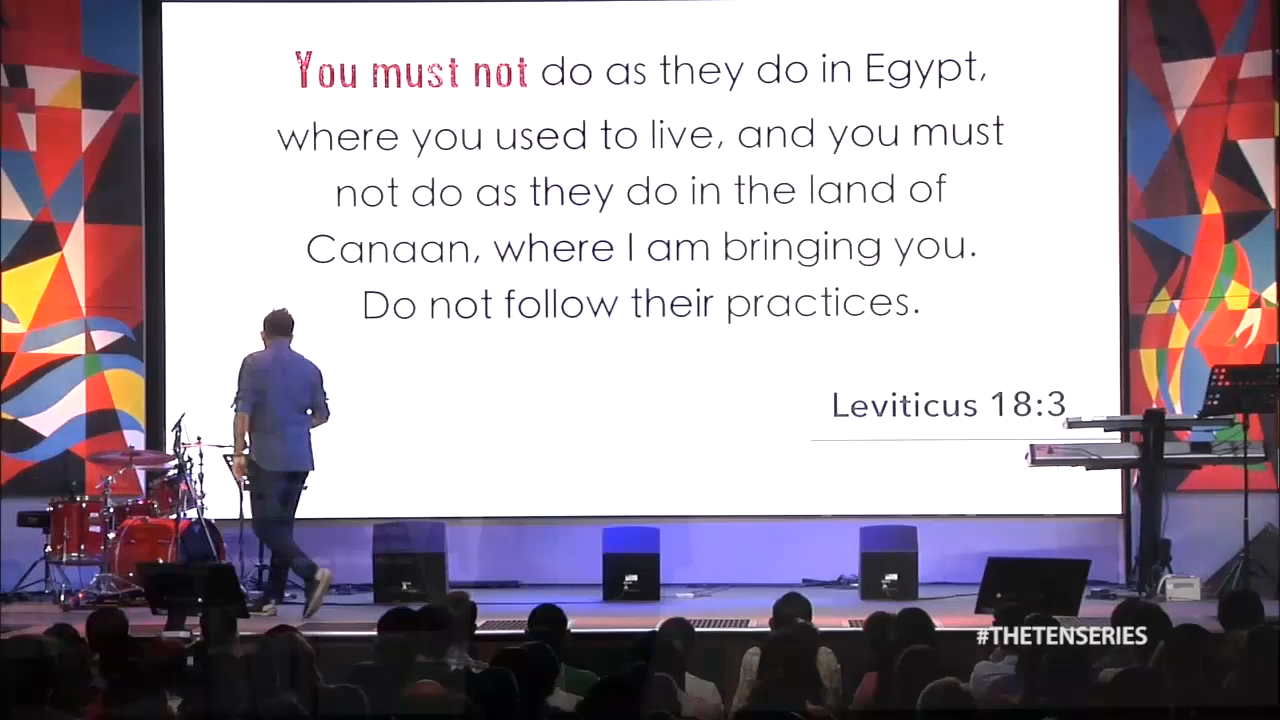 You must not do as they do in Egypt,
where you used to live, and you must
not do as they do in the land of
Canaan, where I am bringing you.
Do not follow their practices.
Leviticus 18:3
#THETENSERIES